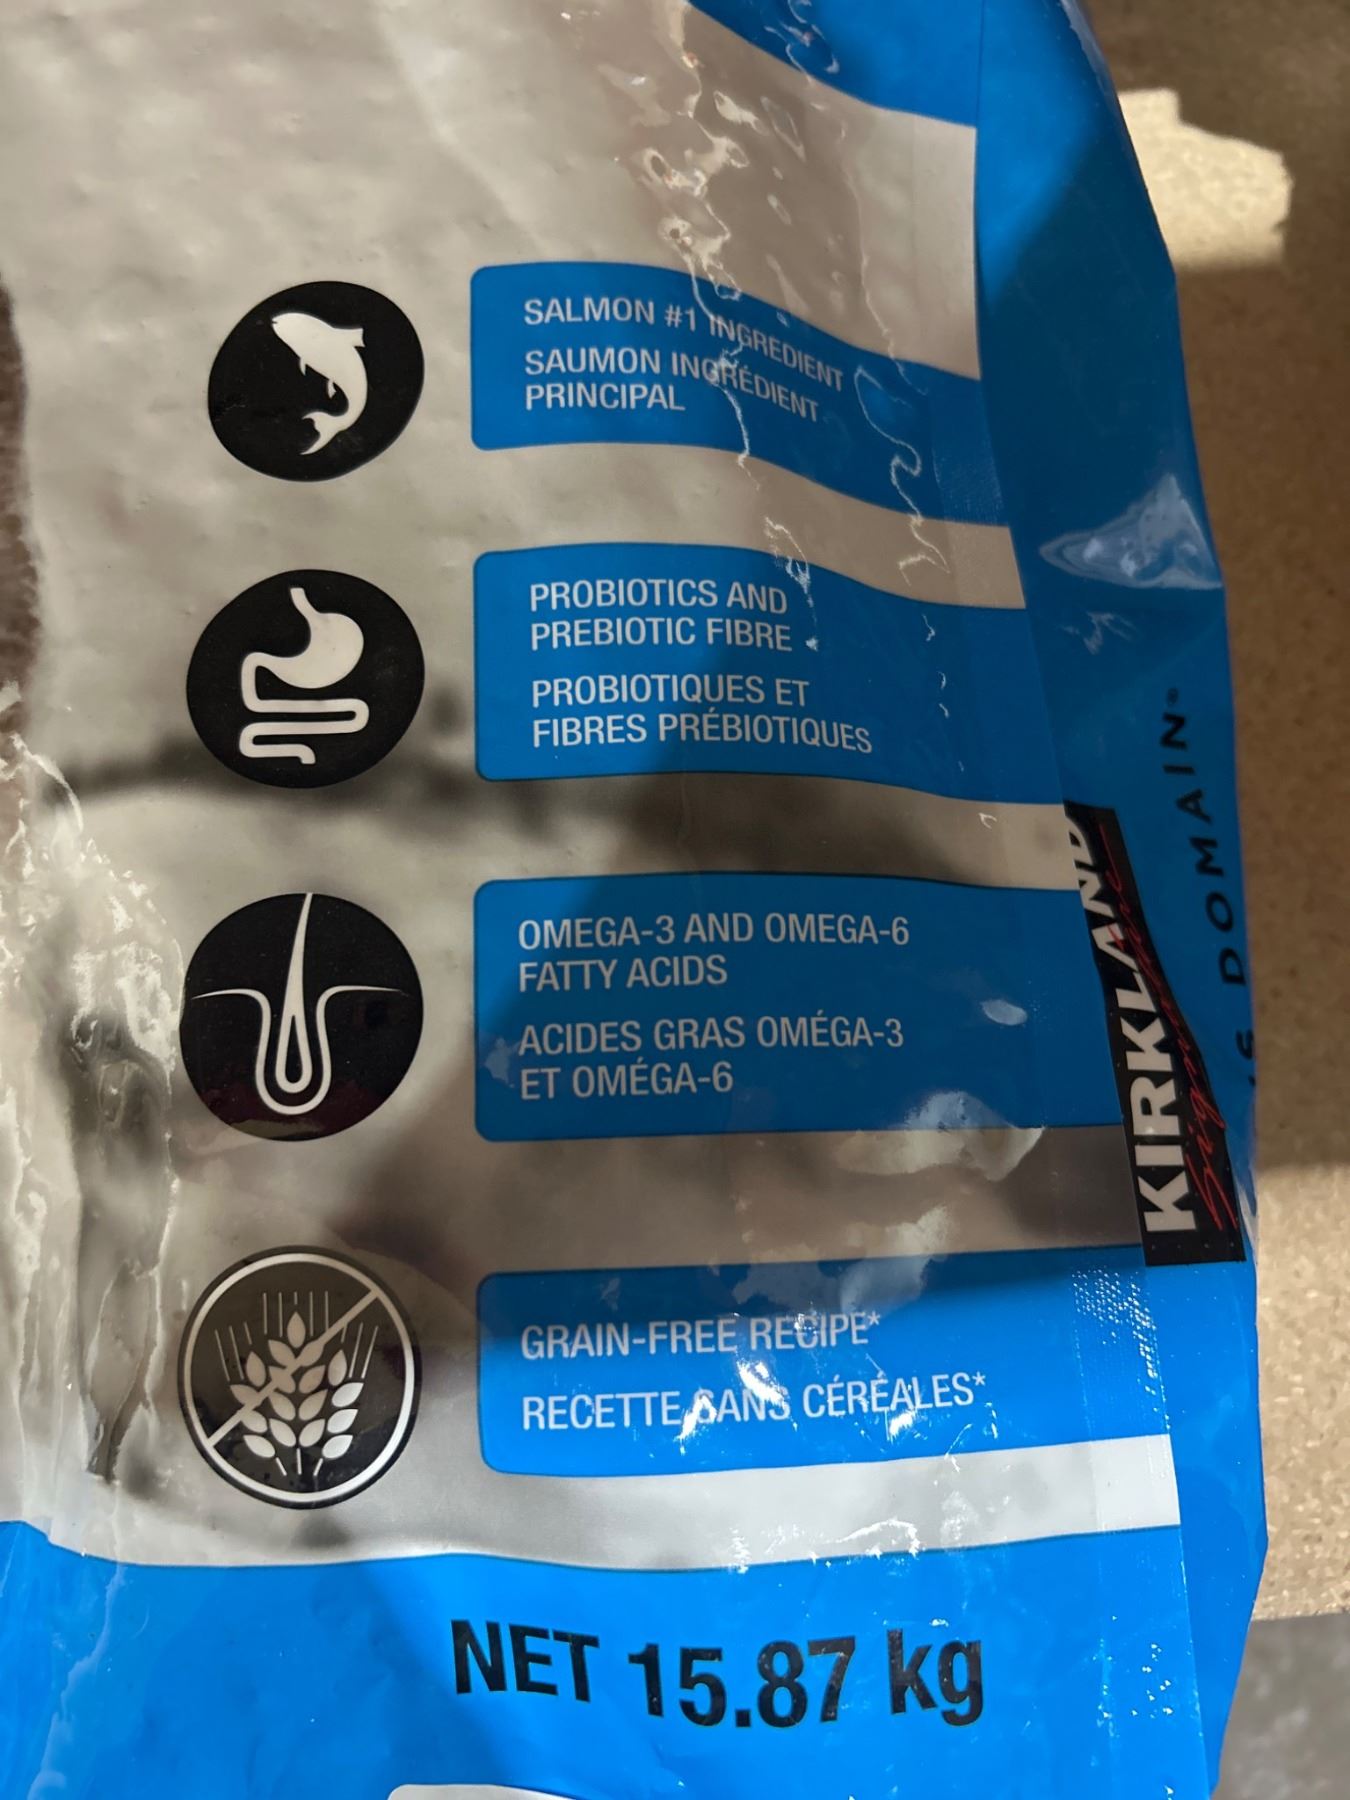 SALMON #1 INGREDIENT
SAUMON INGRÉDIENT
PRINCIPAL
PROBIOTICS AND
PREBIOTIC FIBRE
PROBIOTIQUES ET
FIBRES PRÉBIOTIQUES
OMEGA-3 AND OMEGA-6
FATTY ACIDS
ACIDES GRAS OMÉGA-3
ET OMÉGA-6
GRAIN-FREE RECIPE*
RECETTE SANS CÉRÉALES*
NET 15.87 kg
KIRKLAND
Signature
DOMAIN®